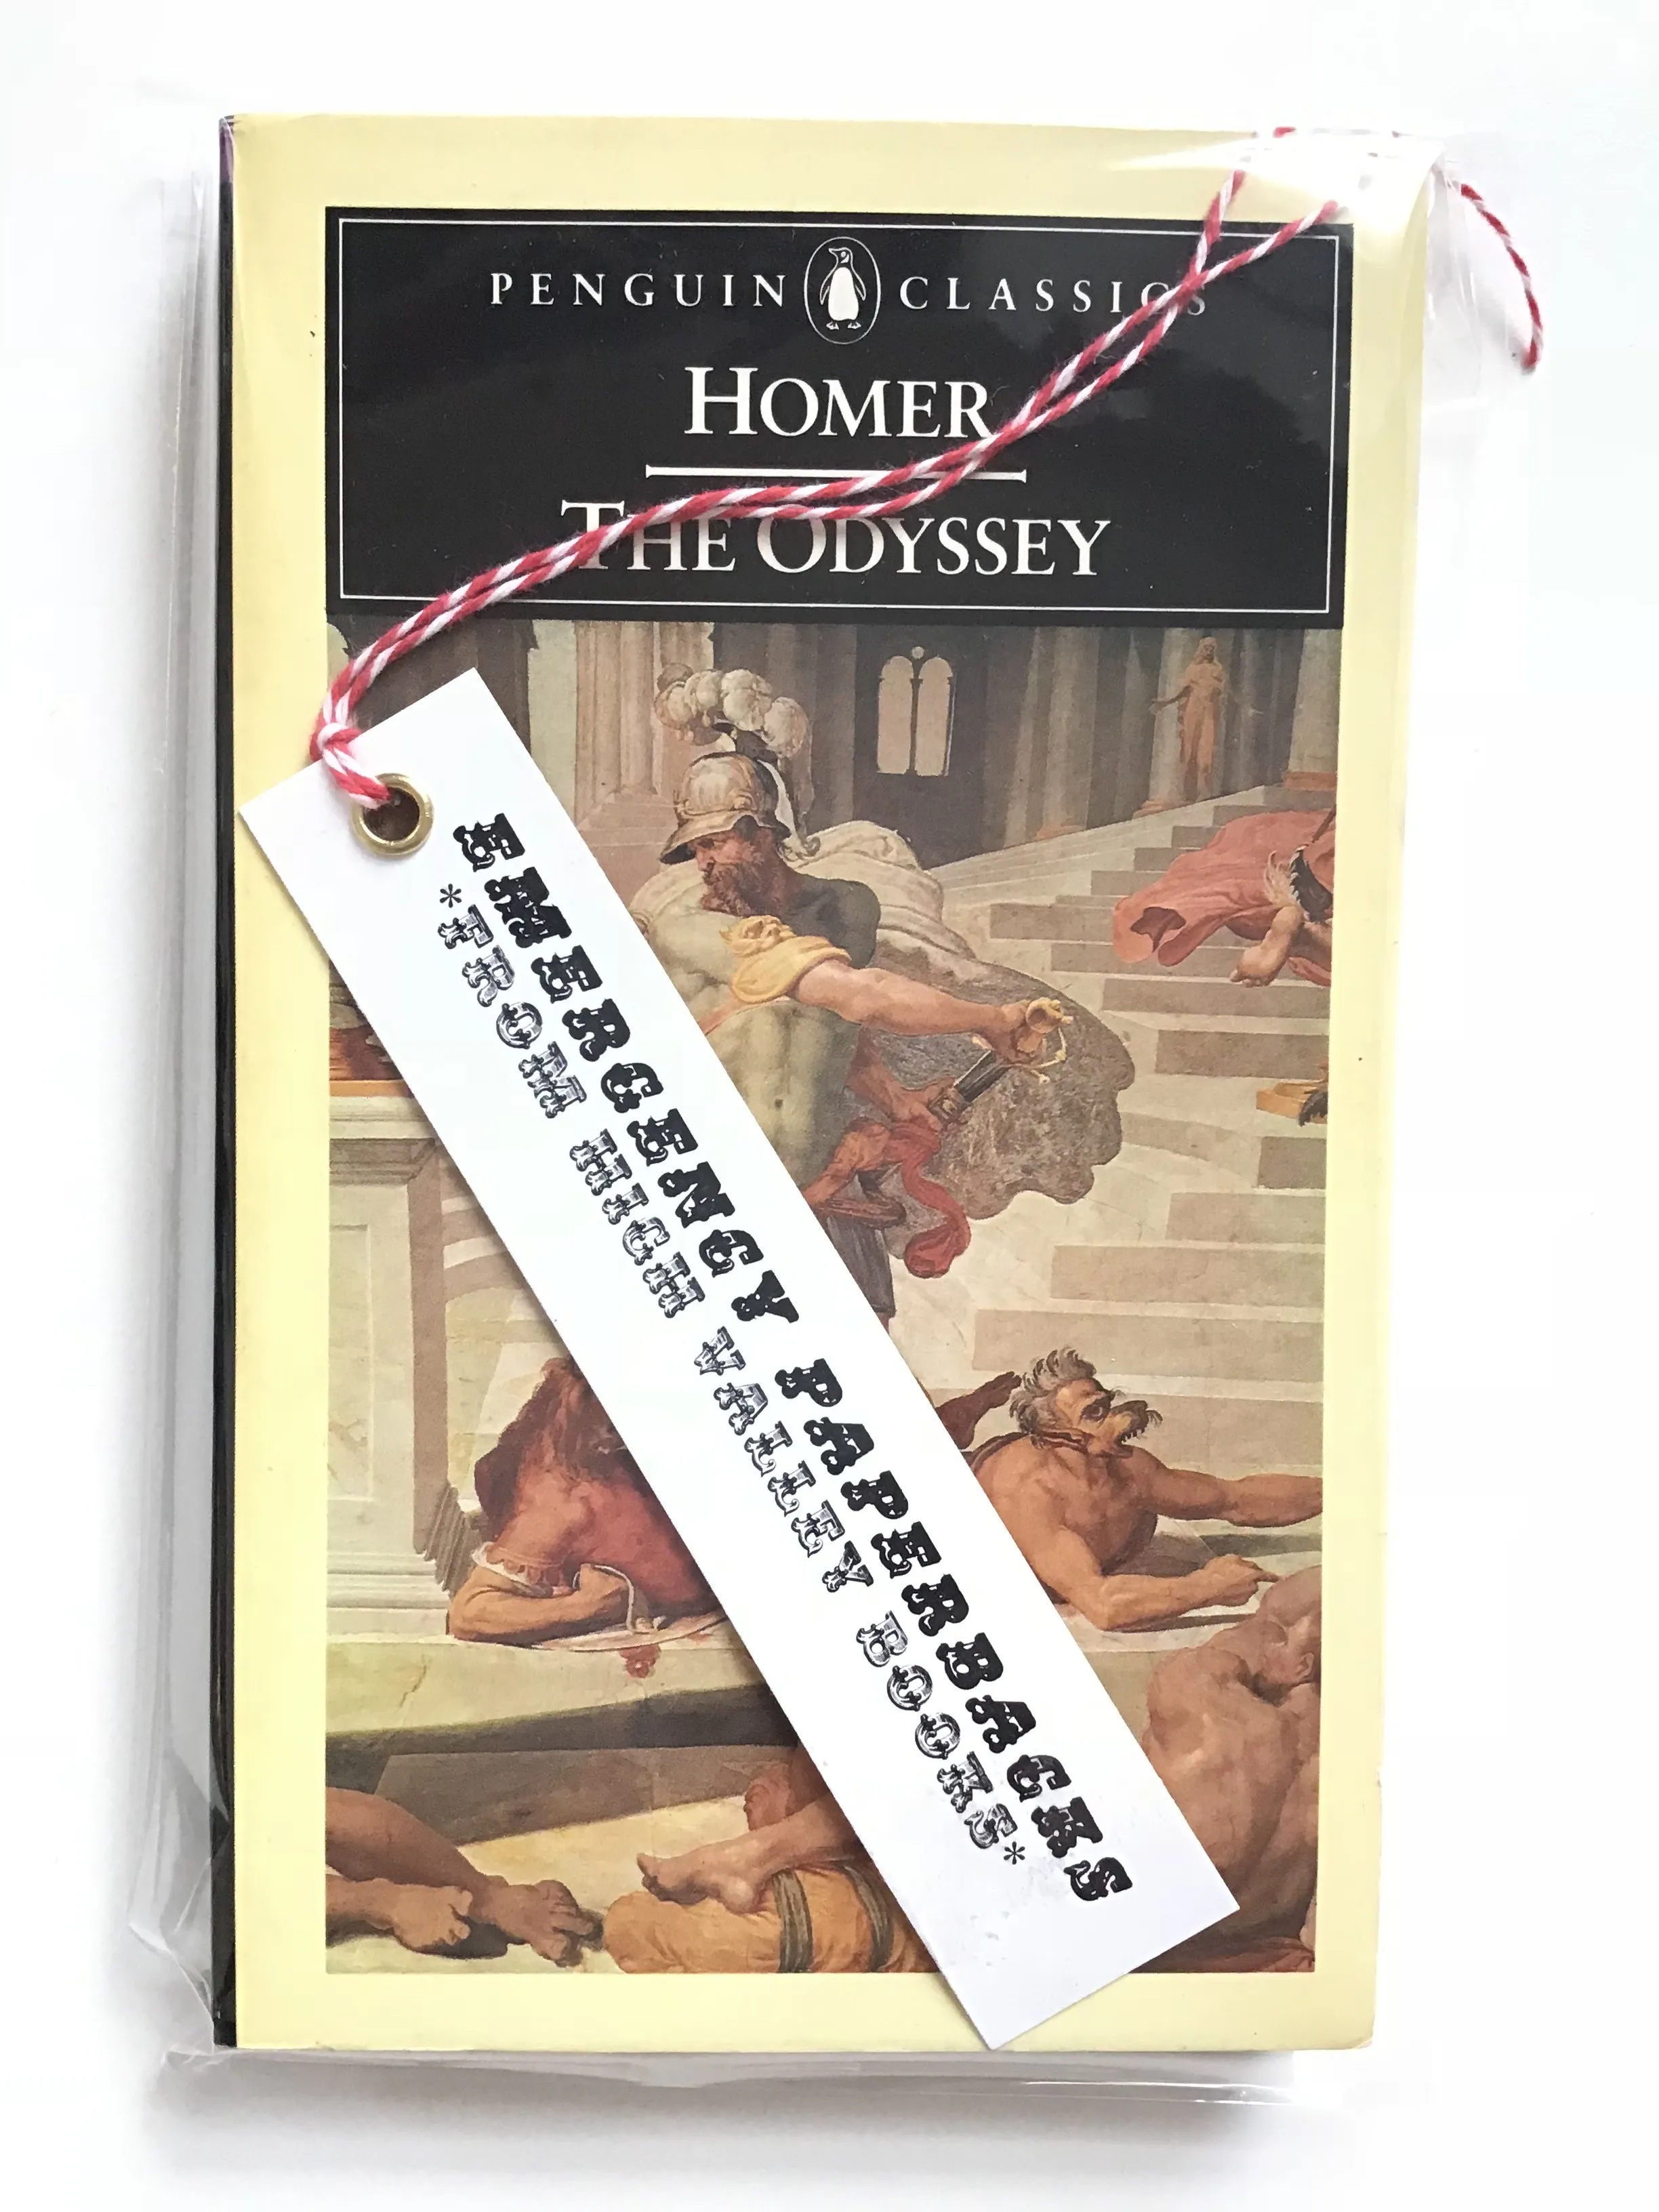 PENGUIN CLASSICS
HOMER
THE ODYSSEY
EMERGENCY PAPERBACKS
*FROM HIGH VALLEY BOOKS*